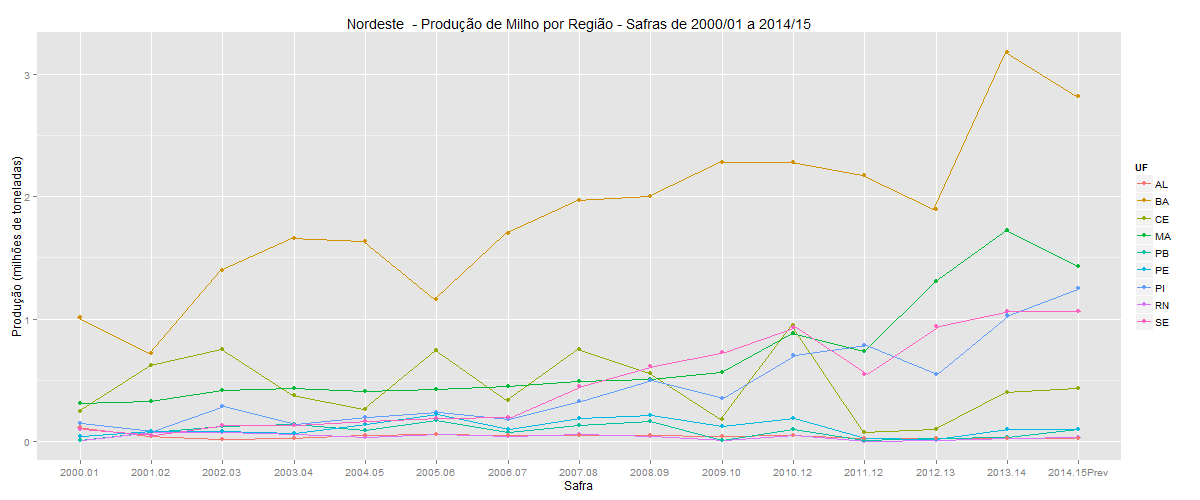 Nordeste - Produção de Milho por Região - Safras de 2000/01 a 2014/15
Produção (milhões de toneladas)
3
2
1
0
2000.01 2001.02 2002.03 2003.04 2004.05 2005.06 2006.07 2007.08 2008.09 2009.10 2010.12 2011.12 2012.13 2013.14 2014.15Prev
Safra
UF
AL
BA
CE
MA
PB
PE
PI
RN
SE